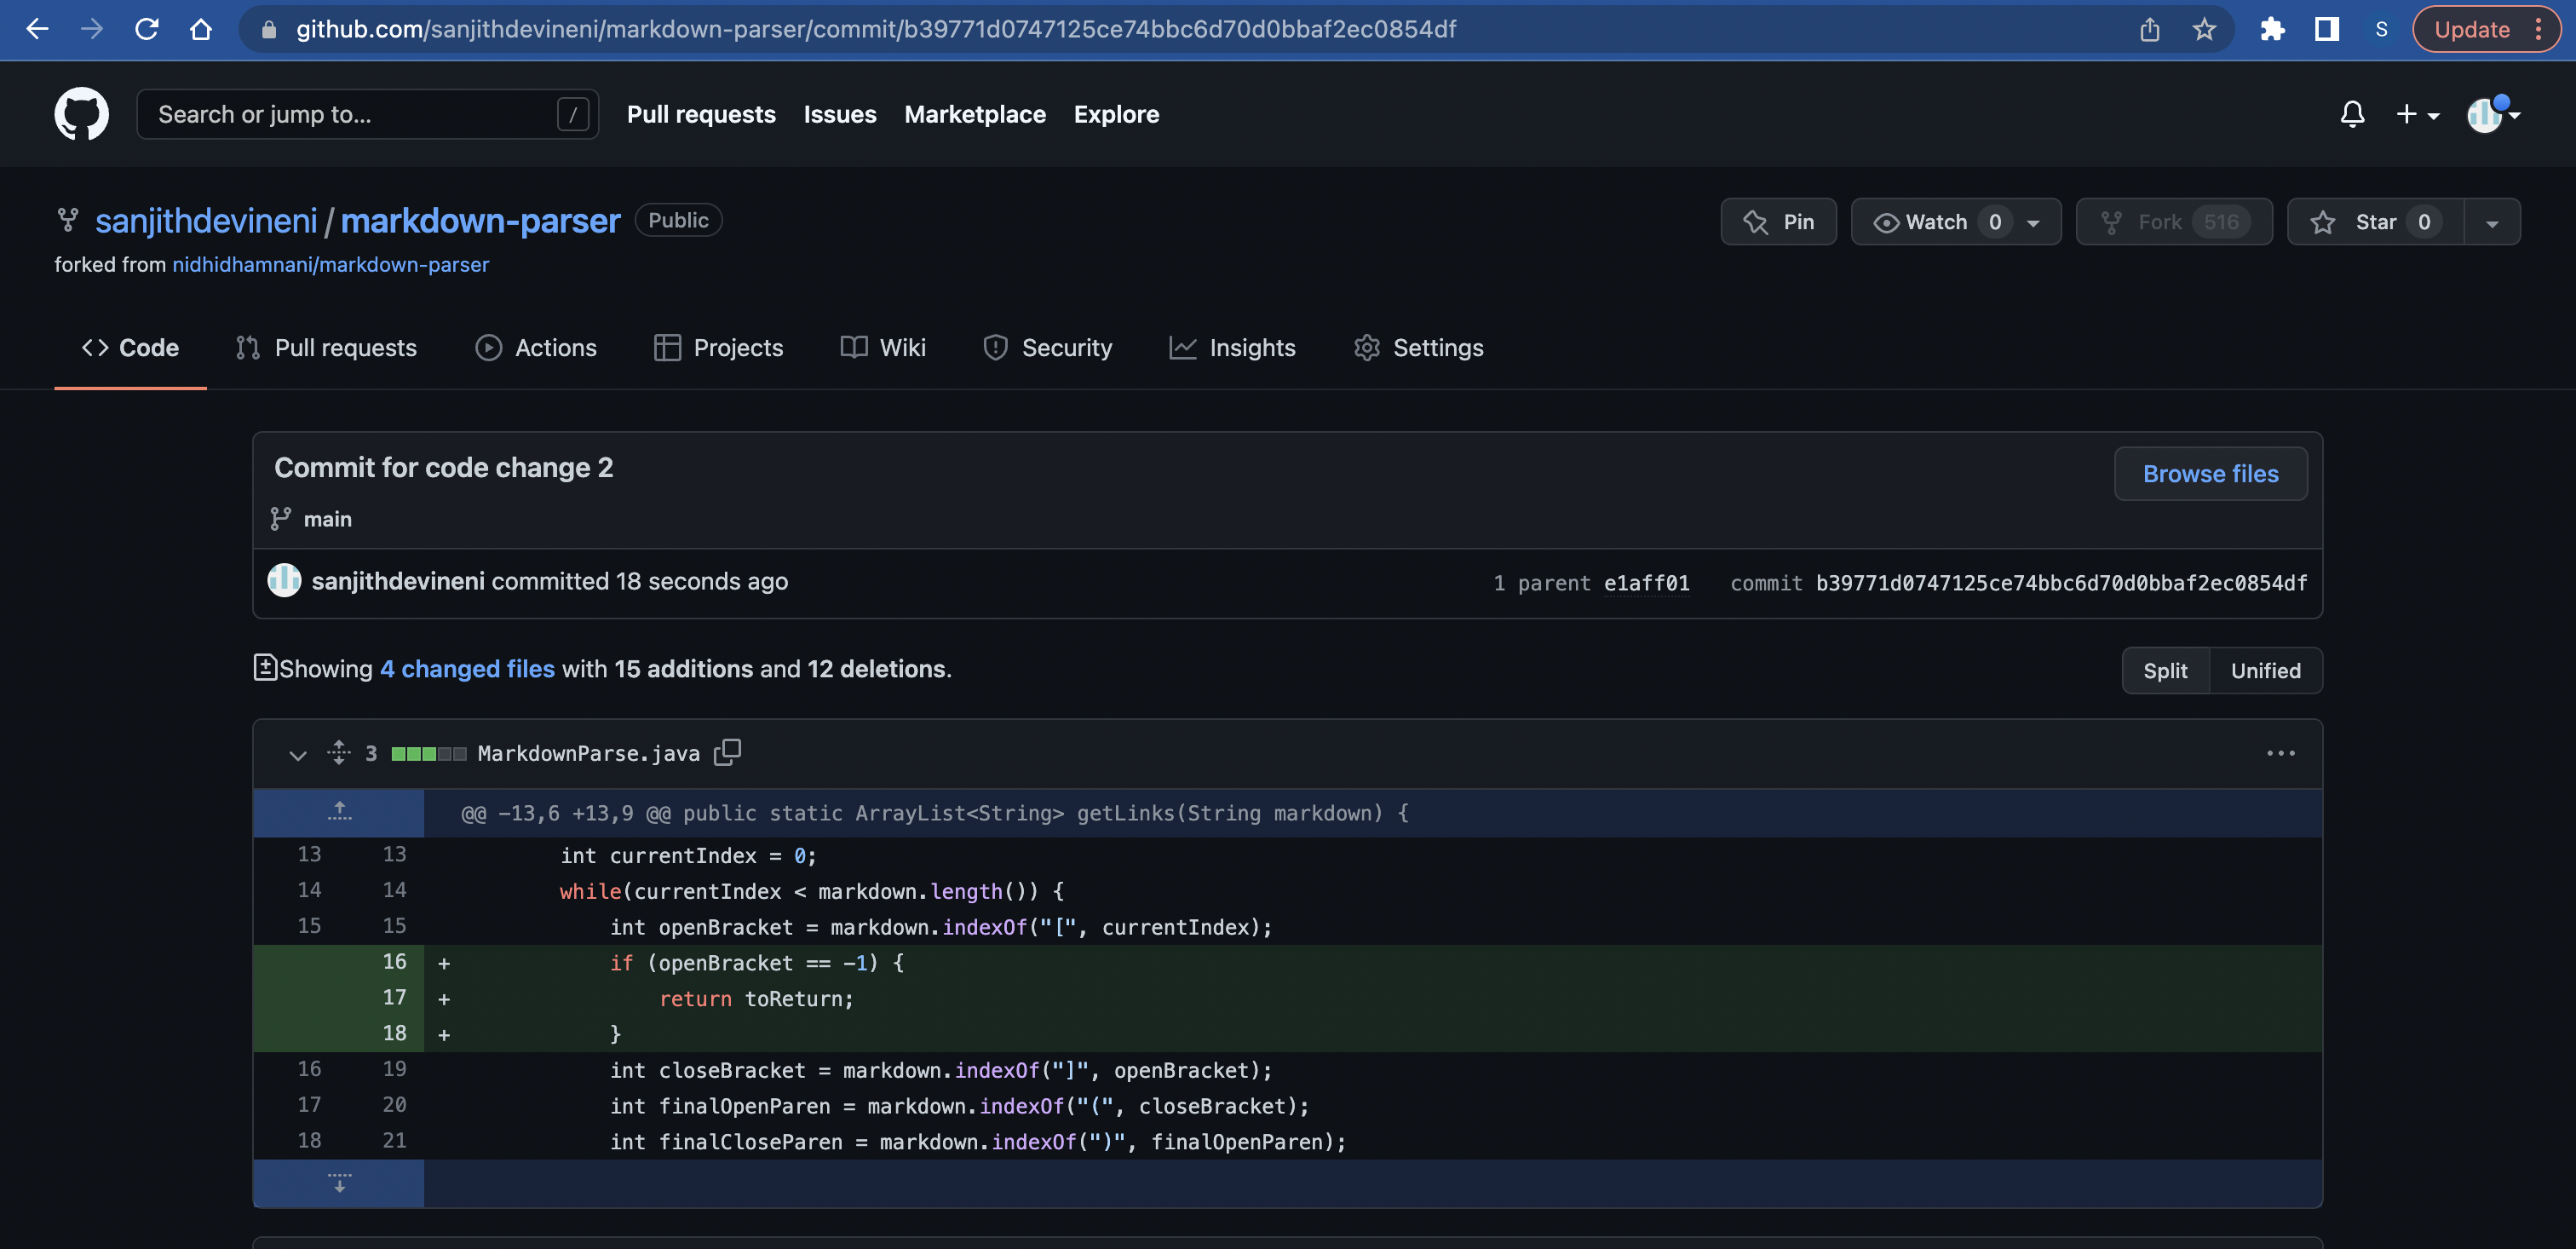 github.com/sanjithdevineni/markdown-parser/commit/b39771d0747125ce74bbc6d70d0bbaf2ec0854df
S
Update
Search or jump to...
/
Pull requests
Issues
Marketplace
Explore
sanjithdevineni / markdown-parser
Public
Pin
Watch 0
Fork 516
Star 0
forked from nidhidhamnani/markdown-parser
Code
Pull requests
Actions
Projects
Wiki
Security
Insights
Settings
Commit for code change 2
Browse files
main
sanjithdevineni committed 18 seconds ago
1 parent e1aff01 commit b39771d0747125ce74bbc6d70d0bbaf2ec0854df
Showing 4 changed files with 15 additions and 12 deletions.
Split
Unified
3 MarkdownParse.java
@@ -13,6 +13,9 @@ public static ArrayList<String> getLinks(String markdown) {
13 13 int currentIndex = 0;
14 14 while(currentIndex < markdown.length()) {
15 15 int openBracket = markdown.indexOf("[", currentIndex);
16 + if (openBracket == -1) {
17 + return toReturn;
18 + }
16 19 int closeBracket = markdown.indexOf("]", openBracket);
17 20 int finalOpenParen = markdown.indexOf("(", closeBracket);
18 21 int finalCloseParen = markdown.indexOf(")", finalOpenParen);